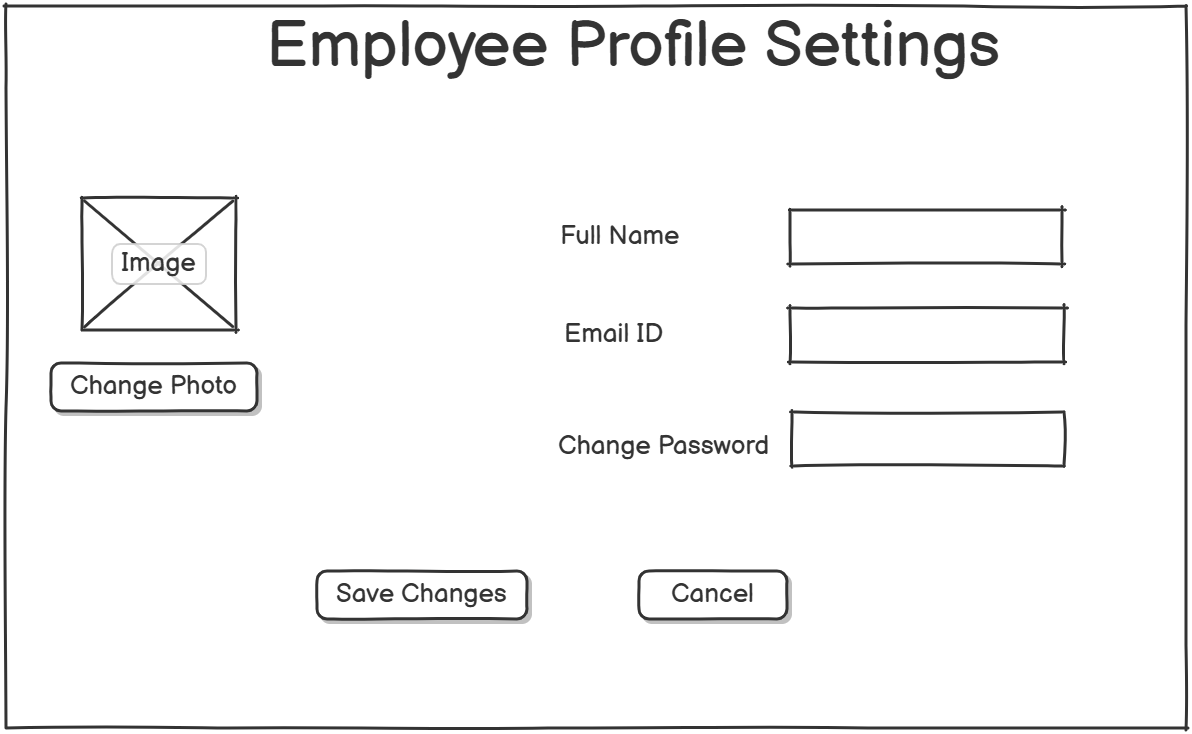 Employee Profile Settings
Image
Change Photo
Full Name
Email ID
Change Password
Save Changes
Cancel